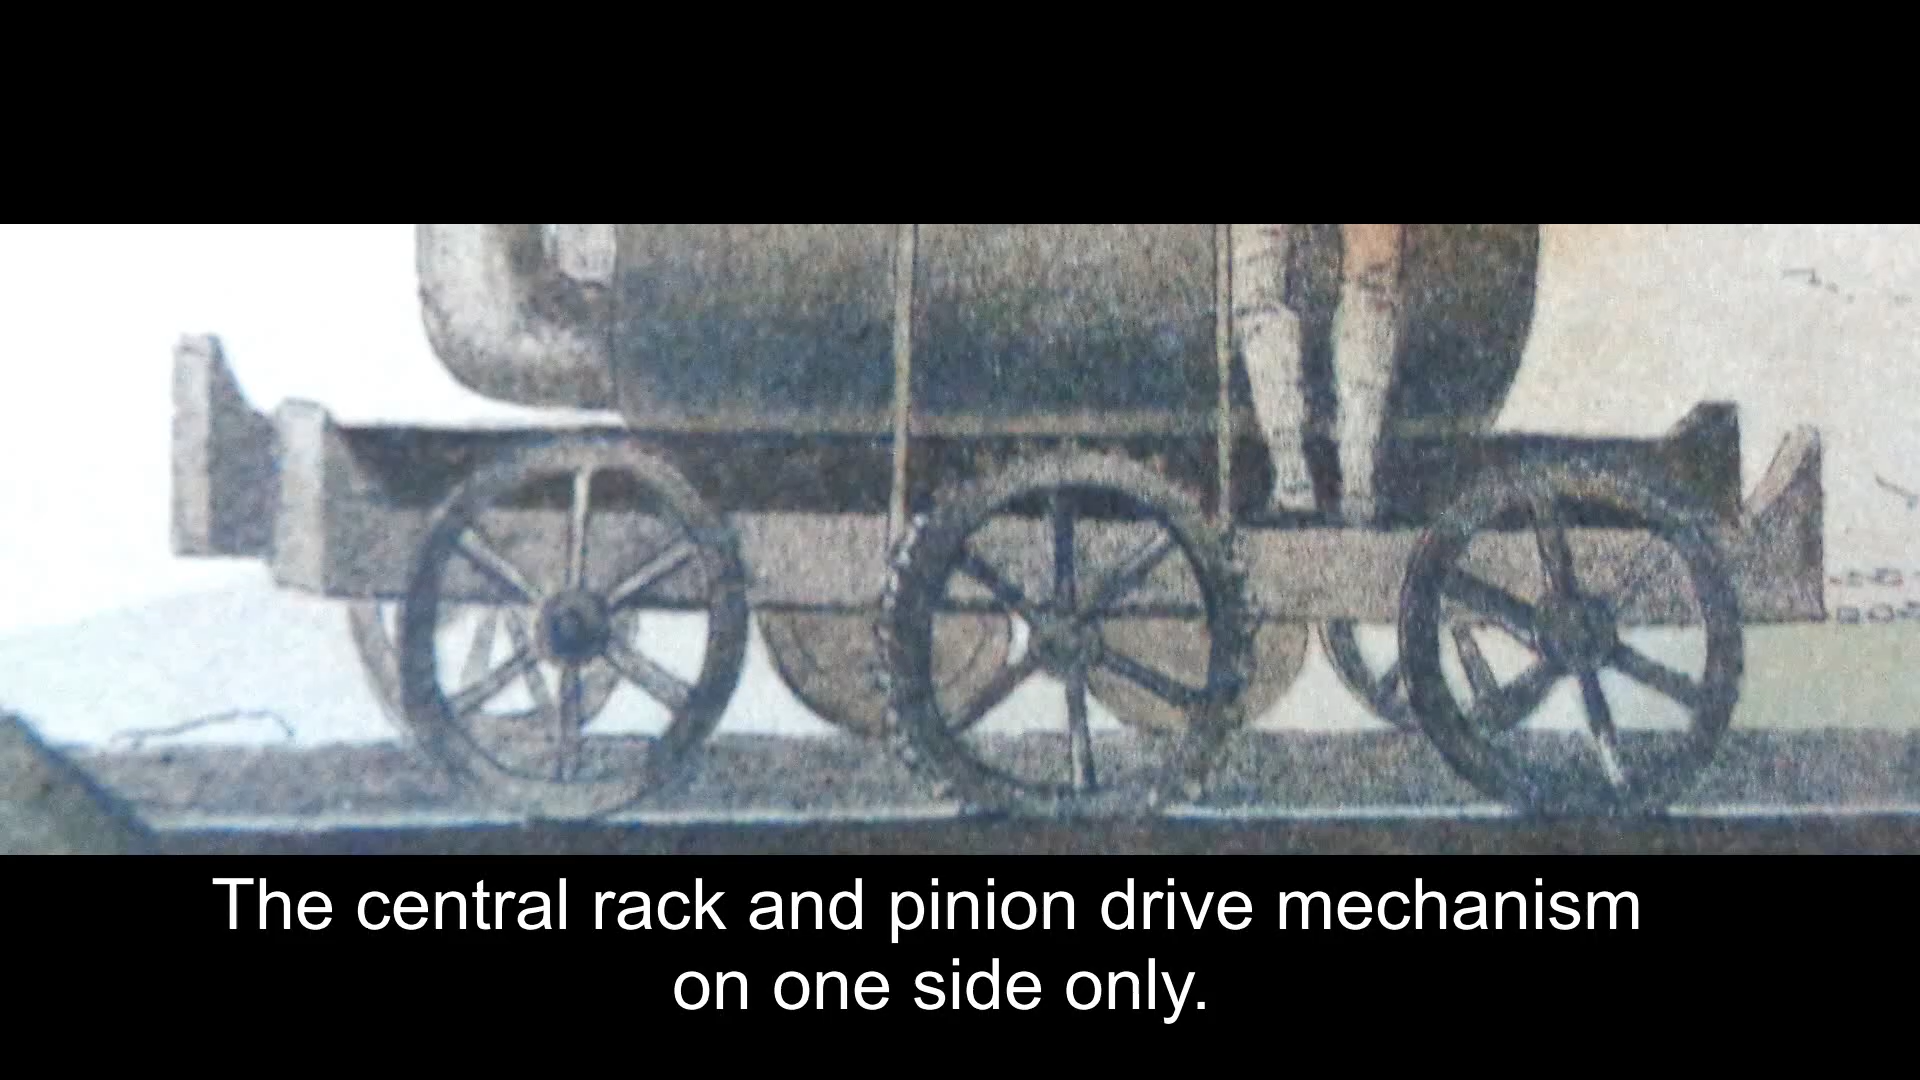 The central rack and pinion drive mechanism
on one side only.